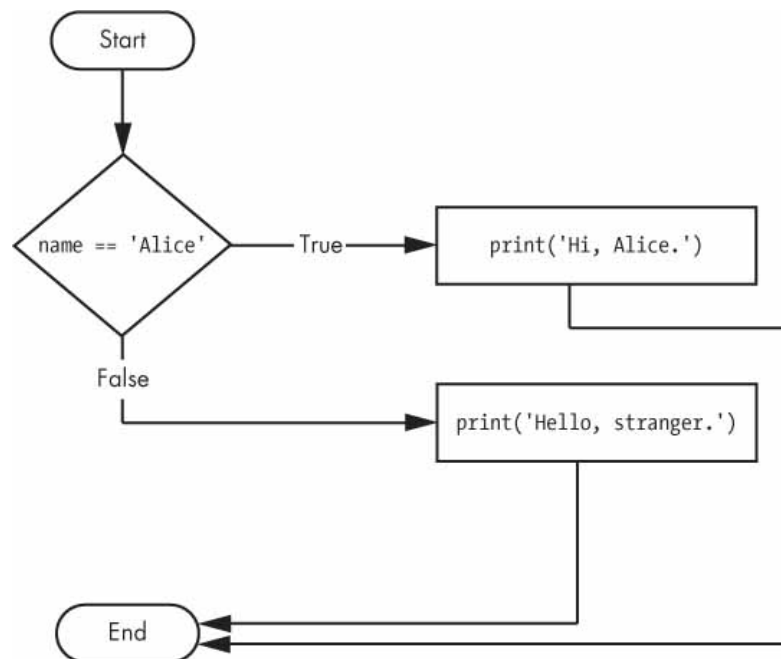 Start
name == 'Alice'
True
print('Hi, Alice.')
False
print('Hello, stranger.')
End